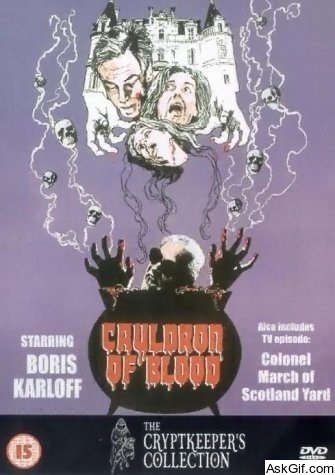 CAULDRON
OF BLOOD
STARRING
BORIS
KARLOFF
Also includes
TV episode:
Colonel
March of
Scotland Yard
15
THE
CRYPTKEEPER'S
COLLECTION
DVD
VIDEO
AskGif.com